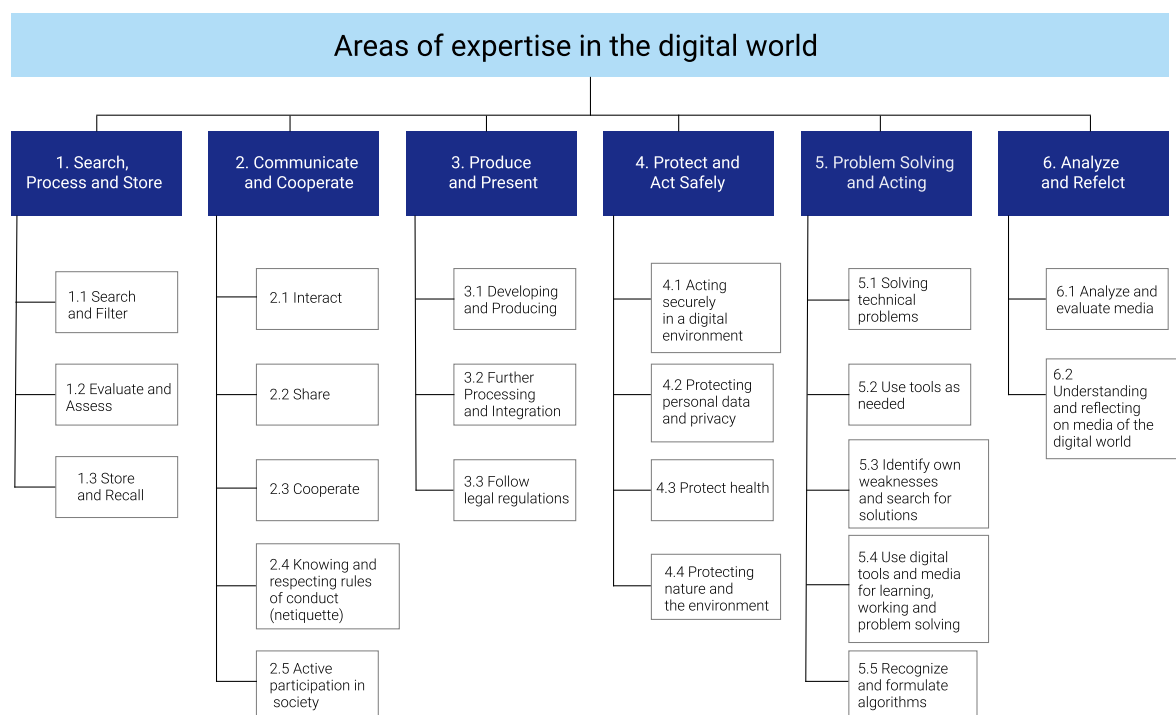 Areas of expertise in the digital world
1. Search,
Process and Store
2. Communicate
and Cooperate
3. Produce
and Present
4. Protect and
Act Safely
5. Problem Solving
and Acting
6. Analyze
and Refelct
1.1 Search
and Filter
1.2 Evaluate and
Assess
1.3 Store
and Recall
2.1 Interact
2.2 Share
2.3 Cooperate
2.4 Knowing and
respecting rules
of conduct
(netiquette)
2.5 Active
participation in
society
3.1 Developing
and Producing
3.2 Further
Processing
and Integration
3.3 Follow
legal regulations
4.1 Acting
securely
in a digital
environment
4.2 Protecting
personal data
and privacy
4.3 Protect health
4.4 Protecting
nature and
the environment
5.1 Solving
technical
problems
5.2 Use tools as
needed
5.3 Identify own
weaknesses
and search for
solutions
5.4 Use digital
tools and media
for learning,
working and
problem solving
5.5 Recognize
and formulate
algorithms
6.1 Analyze and
evaluate media
6.2
Understanding
and reflecting
on media of the
digital world